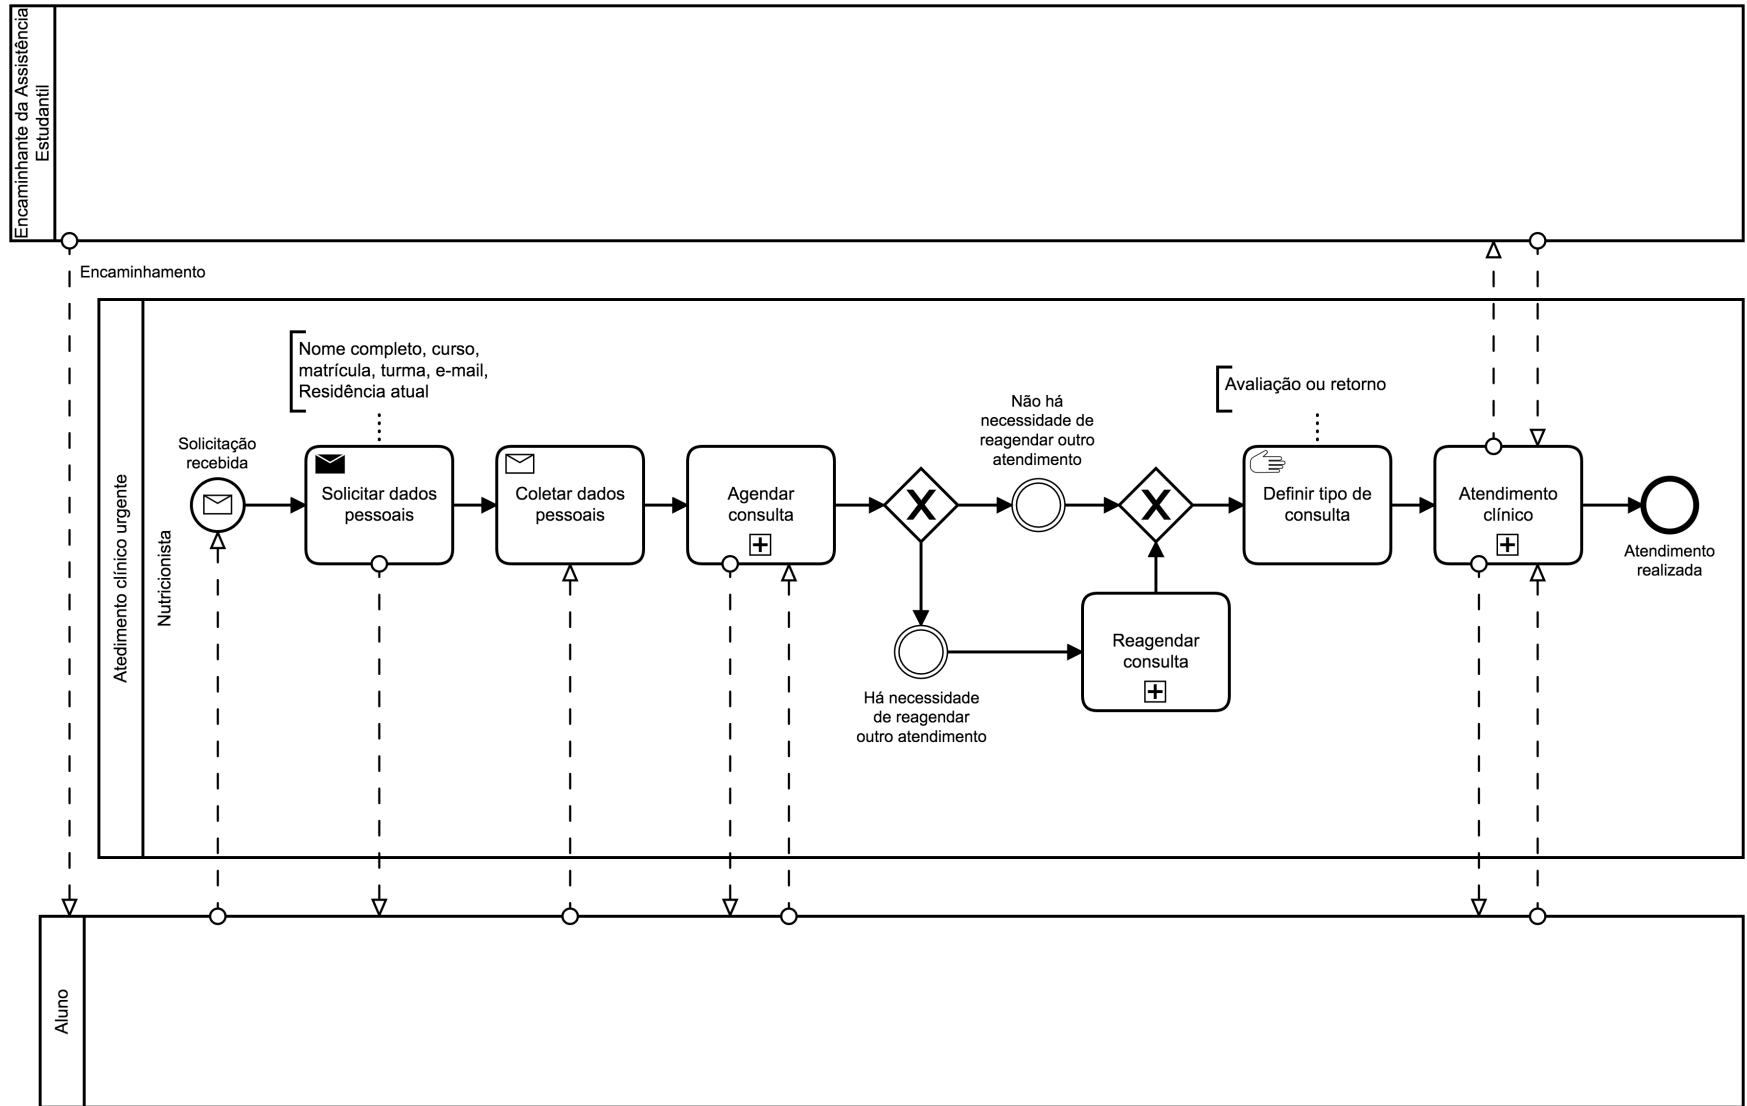 Encaminhante da Assistência
Estudantil
Encaminhamento
Atedimento clínico urgente
Nutricionista
Nome completo, curso,
matrícula, turma, e-mail,
Residência atual
Solicitação
recebida
Solicitar dados
pessoais
Coletar dados
pessoais
Agendar
consulta
Não há
necessidade de
reagendar outro
atendimento
Há necessidade
de reagendar
outro atendimento
Reagendar
consulta
Avaliação ou retorno
Definir tipo de
consulta
Atendimento
clínico
Atendimento
realizada
Aluno